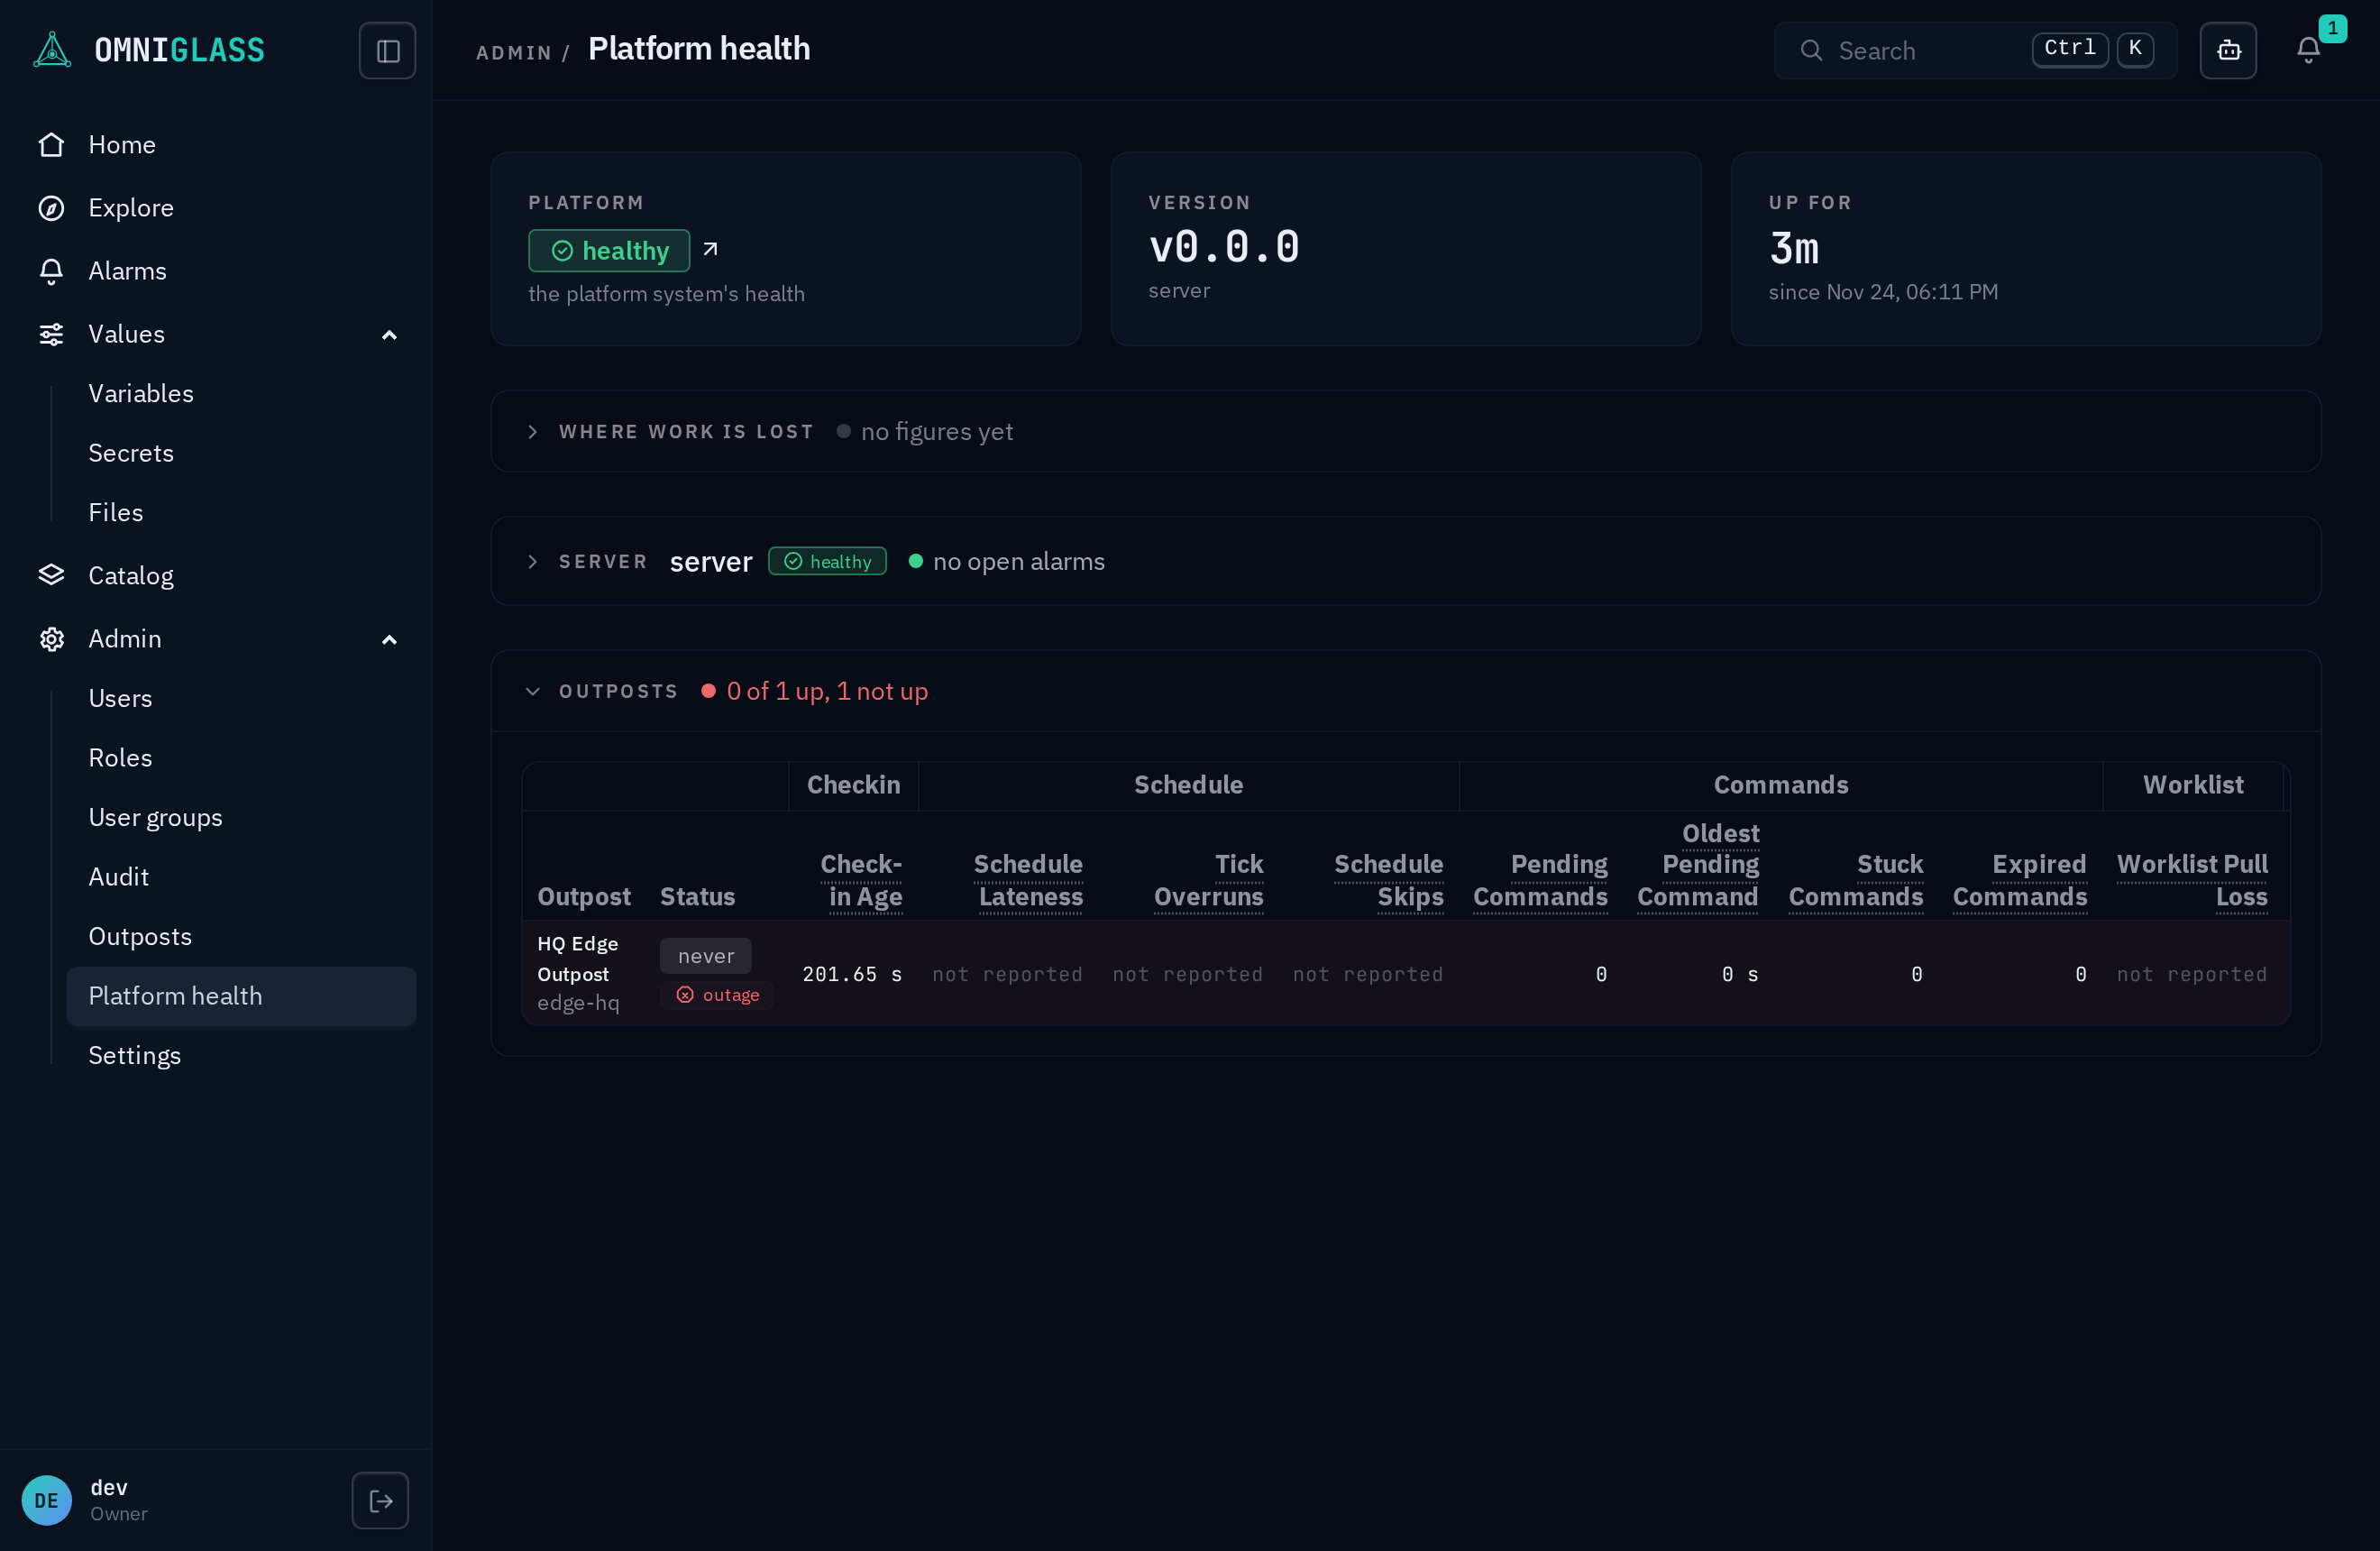 OMNIGLASS
ADMIN / Platform health
Search Ctrl K
1
Home
Explore
Alarms
Values
Variables
Secrets
Files
Catalog
Admin
Users
Roles
User groups
Audit
Outposts
Platform health
Settings
DE
dev
Owner
PLATFORM
healthy
the platform system's health
VERSION
v0.0.0
server
UP FOR
3m
since Nov 24, 06:11 PM
WHERE WORK IS LOST no figures yet
SERVER server healthy no open alarms
OUTPOSTS 0 of 1 up, 1 not up
Checkin Schedule Commands Worklist
Outpost
Status
Check-
in Age
Schedule
Lateness
Tick
Overruns
Schedule
Skips
Pending
Commands
Oldest
Pending
Command
Stuck
Commands
Expired
Commands
Worklist Pull
Loss
HQ Edge
Outpost
edge-hq
never
outage
201.65 s
not reported
not reported
not reported
0
0 s
0
0
not reported